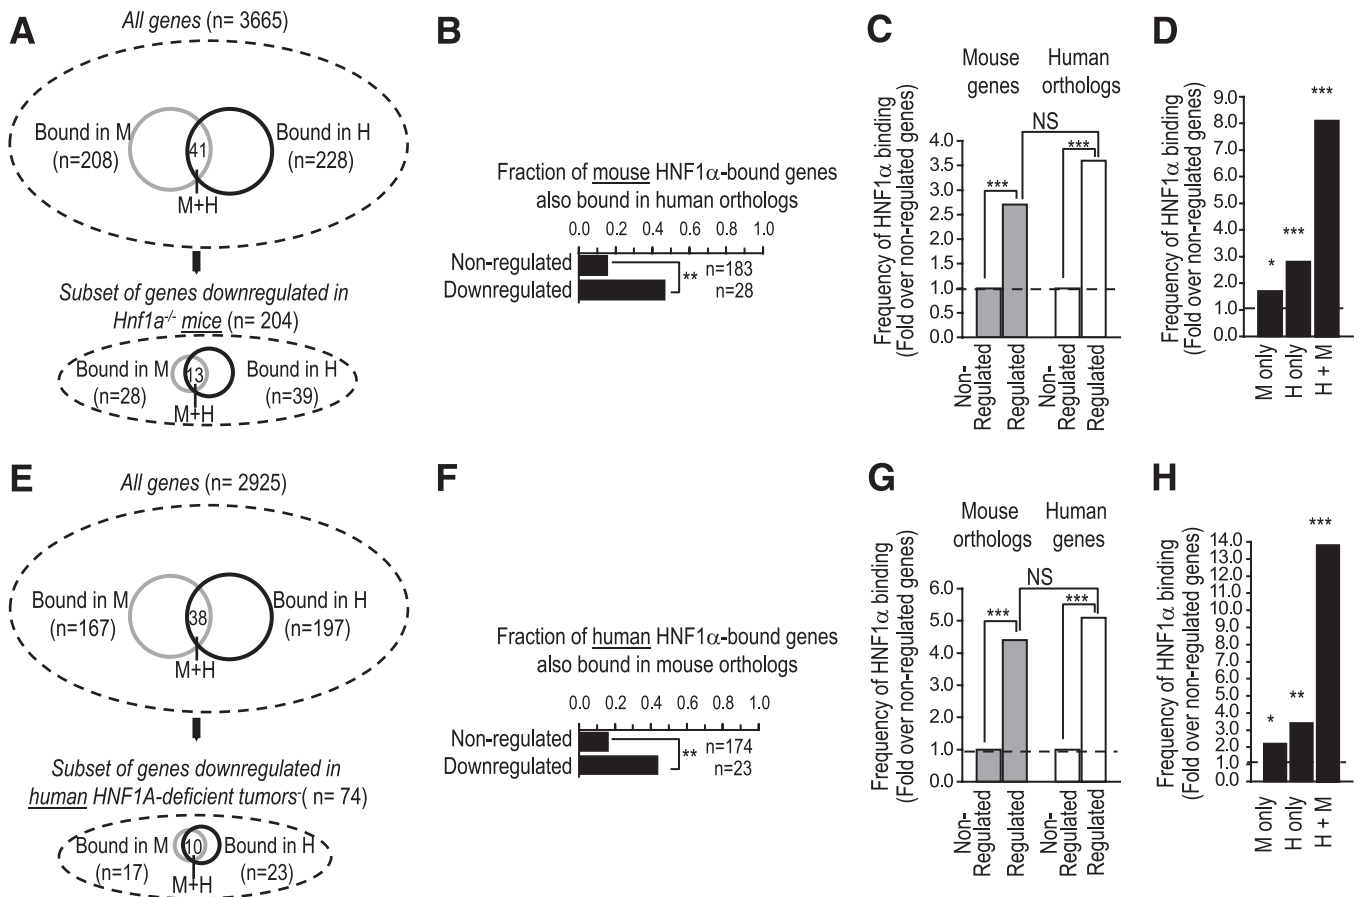 A
All genes (n= 3665)
Bound in M
(n=208)
41
Bound in H
(n=228)
M+H
Subset of genes downregulated in
Hnf1a-/- mice (n= 204)
Bound in M
(n=28)
13
Bound in H
(n=39)
M+H
B
Fraction of mouse HNF1α-bound genes
also bound in human orthologs
0.0 0.2 0.4 0.6 0.8 1.0
Non-regulated
Downregulated
**
n=183
n=28
C
Mouse
genes
Human
orthologs
Frequency of HNF1α binding
(Fold over non-regulated genes)
4.0
3.5
3.0
2.5
2.0
1.5
1.0
0.5
0.0
NS
***
***
Non-
Regulated
Regulated
Non-
Regulated
Regulated
D
Frequency of HNF1α binding
(Fold over non-regulated genes)
9.0
8.0
7.0
6.0
5.0
4.0
3.0
2.0
1.0
0.0
*
***
***
M only
H only
H + M
E
All genes (n= 2925)
Bound in M
(n=167)
38
Bound in H
(n=197)
M+H
Subset of genes downregulated in
human HNF1A-deficient tumors-( n= 74)
Bound in M
(n=17)
10
Bound in H
(n=23)
M+H
F
Fraction of human HNF1α-bound genes
also bound in mouse orthologs
0.0 0.2 0.4 0.6 0.8 1.0
Non-regulated
Downregulated
**
n=174
n=23
G
Mouse
orthologs
Human
genes
Frequency of HNF1α binding
(Fold over non-regulated genes)
6.0
5.0
4.0
3.0
2.0
1.0
0.0
NS
***
***
Non-
Regulated
Regulated
Non-
Regulated
Regulated
H
Frequency of HNF1α binding
(Fold over non-regulated genes)
14.0
13.0
12.0
11.0
10.0
9.0
8.0
7.0
6.0
5.0
4.0
3.0
2.0
1.0
0.0
*
**
***
M only
H only
H + M